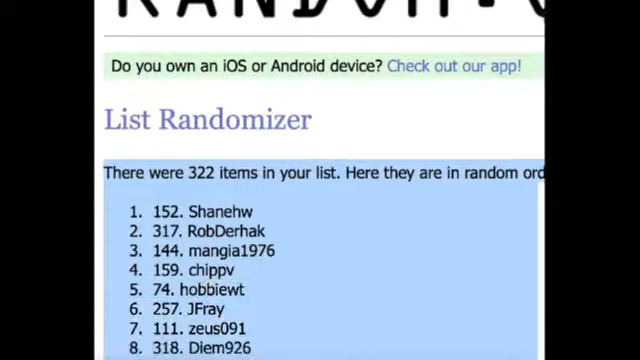 Do you own an iOS or Android device? Check out our app!
List Randomizer
There were 322 items in your list. Here they are in random ord
1. 152. Shanehw
2. 317. RobDerhak
3. 144. mangia1976
4. 159. chippv
5. 74. hobbiewt
6. 257. JFray
7. 111. zeus091
8. 318. Diem926